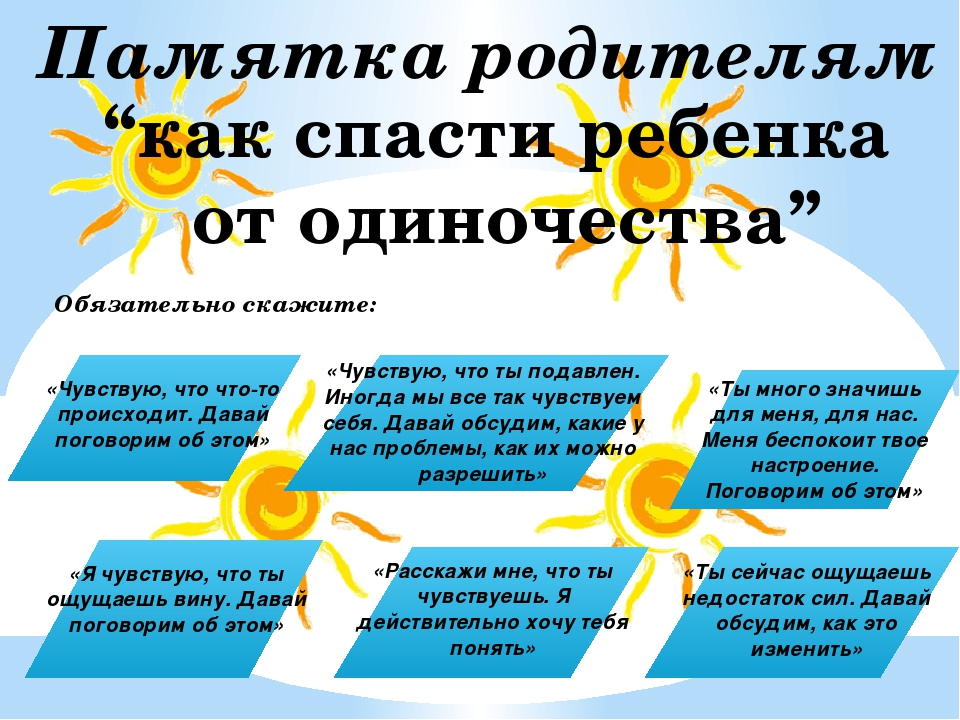 Памятка родителям
“как спасти ребенка
от одиночества”
Обязательно скажите:
«Чувствую, что что-то
происходит. Давай
поговорим об этом»
«Чувствую, что ты подавлен.
Иногда мы все так чувствуем
себя. Давай обсудим, какие у
нас проблемы, как их можно
разрешить»
«Ты много значишь
для меня, для нас.
Меня беспокоит твое
настроение.
Поговорим об этом»
«Я чувствую, что ты
ощущаешь вину. Давай
поговорим об этом»
«Расскажи мне, что ты
чувствуешь. Я
действительно хочу тебя
понять»
«Ты сейчас ощущаешь
недостаток сил. Давай
обсудим, как это
изменить»